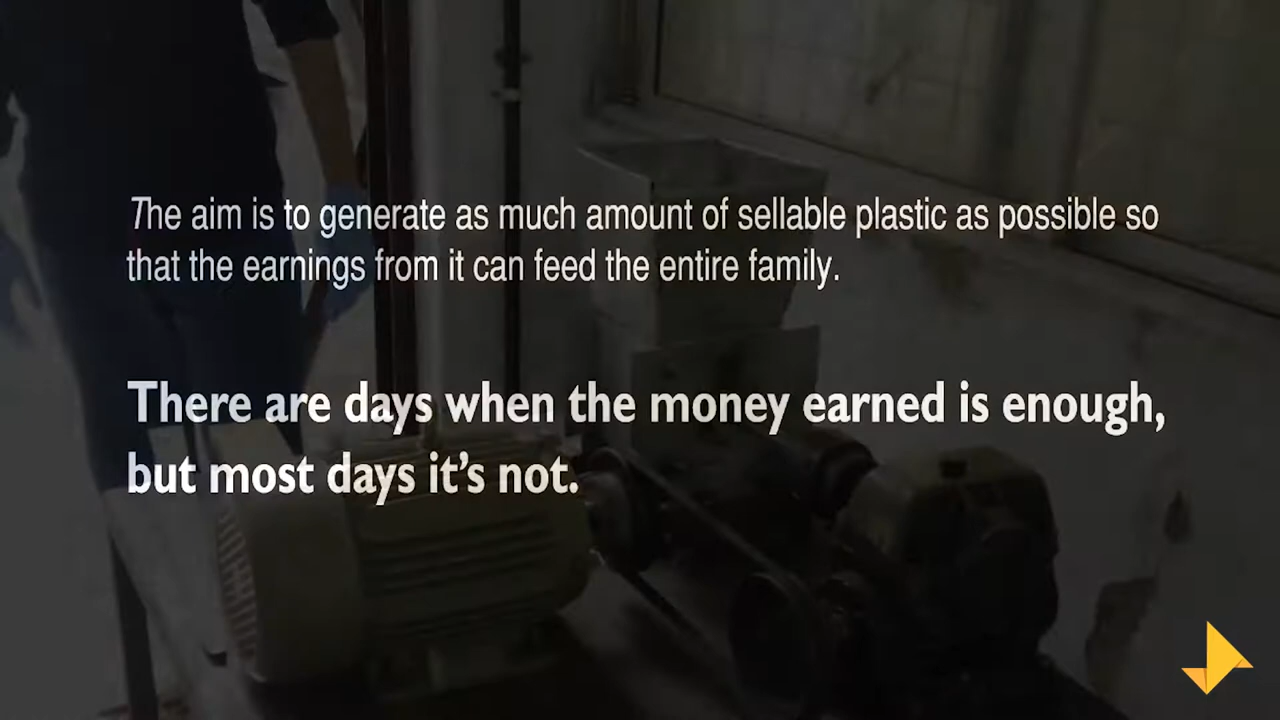 The aim is to generate as much amount of sellable plastic as possible so
that the earnings from it can feed the entire family.
There are days when the money earned is enough,
but most days it's not.